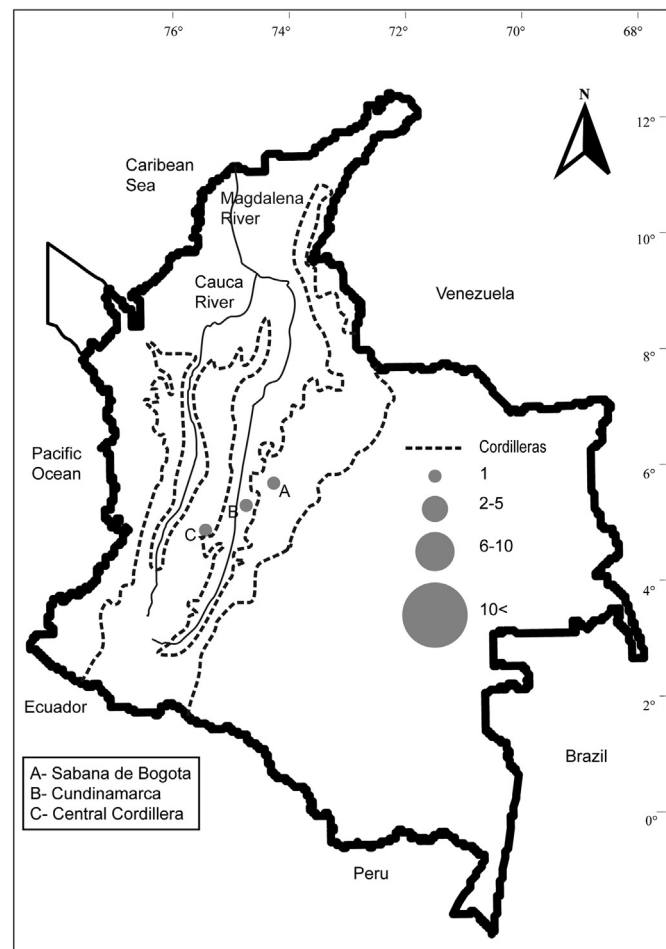 76°
74°
72°
70°
68°
N
12°
Caribean
Sea
Magdalena
River
10°
Cauca
River
Venezuela
8°
Pacific
Ocean
Cordilleras
6°
1
A
2-5
B
C
6-10
4°
10<
Ecuador
2°
Brazil
A- Sabana de Bogota
B- Cundinamarca
C- Central Cordillera
0°
Peru